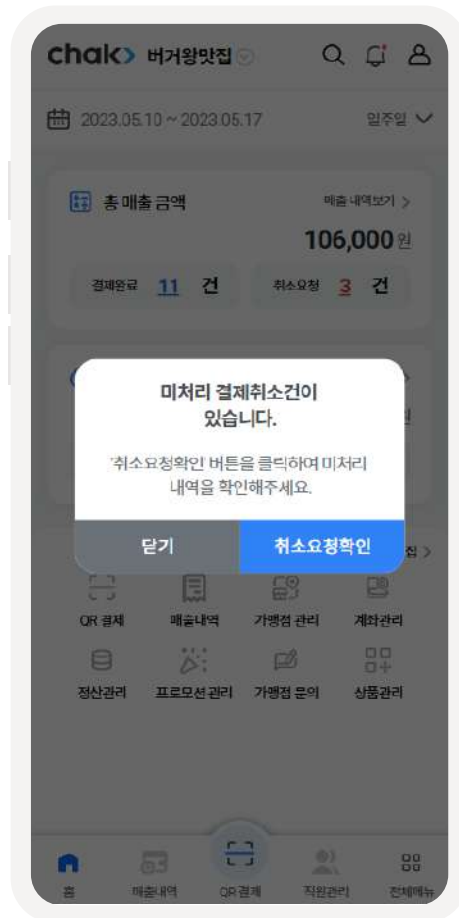 chak> 버거왕맛집
2023.05.10 ~ 2023.05.17 일주일
총 매출 금액 매출 내역보기 >
106,000 원
결제완료 11 건 취소요청 3 건
미처리 결제취소건이
있습니다.
'취소요청확인' 버튼을 클릭하여 미처리
내역을 확인해주세요.
닫기 취소요청확인
집 >
QR 결제 매출내역 가맹점 관리 계좌관리
정산관리 프로모션 관리 가맹점 문의 상품관리
홈 매출내역 QR 결제 직원관리 전체메뉴